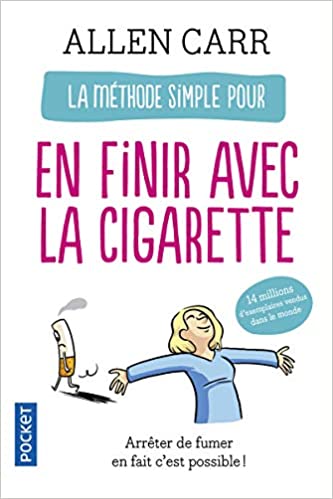 ALLEN CARR
LA MÉTHODE SiMPLE POUR
EN FiNiR AVEC
LA CiGARETTE
14 millions
d'exemplaires vendus
dans le monde
Arrêter de fumer
en fait c'est possible !
POCKET